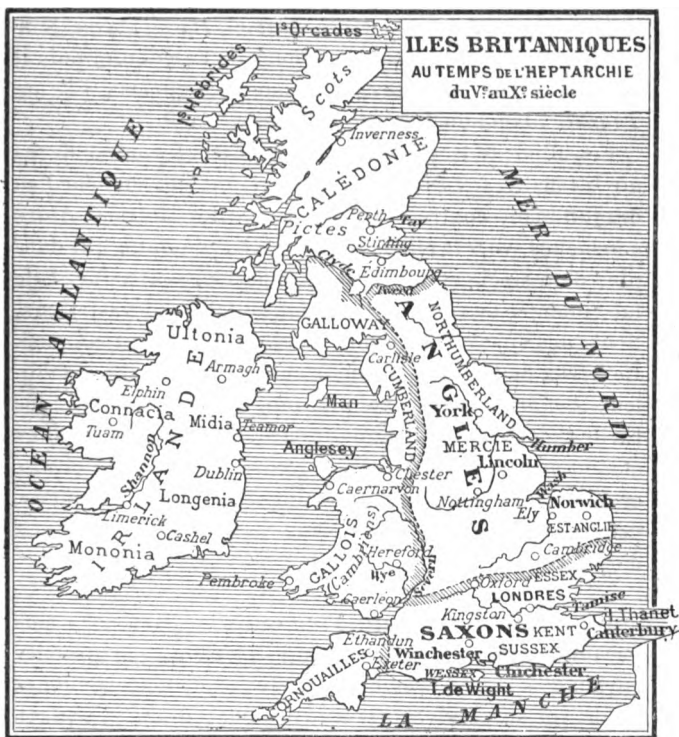 Is Orcades
ILES BRITANNIQUES
AU TEMPS DE L'HEPTARCHIE
du Ve au Xe siècle
Is Hébrides
Scots
Inverness
CALÉDONIE
OCÉAN ATLANTIQUE
MER DU NORD
Pictes
Perth
Tay
Stirling
Clyde
Édimbourg
Tweed
GALLOWAY
ANGLES
NORTHUMBERLAND
Ultonia
Armagh
Carlisle
CUMBERLAND
Elphin
Man
Connacia
Tuam
Midia
Teamor
York
MERCIE
Humber
IRLANDE
Shannon
Anglesey
Lincoln
Dublin
Chester
Wash
Caernarvon
Longenia
Nottingham
Norwich
Limerick
Ely
EST ANGLIE
Cashel
GALLOIS
(Cambriens)
Mononia
Hereford
Cambridge
Wye
Pembroke
Severn
Oxford
ESSEX
Caerleon
LONDRES
Tamise
Kingston
I. Thanet
SAXONS
KENT
Canterbury
Ethandun
Winchester
SUSSEX
Exeter
WESSEX
Chichester
CORNOUAILLES
I. de Wight
LA MANCHE